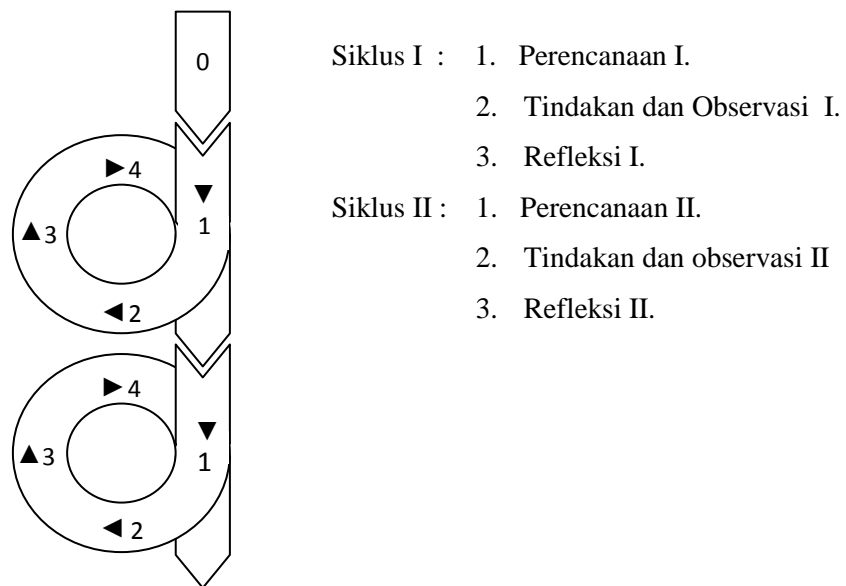 0
Siklus I : 1. Perencanaan I.
2. Tindakan dan Observasi I.
3. Refleksi I.
Siklus II : 1. Perencanaan II.
2. Tindakan dan observasi II
3. Refleksi II.
▶4
▼
1
▲3
◀2
▶4
▼
1
▲3
◀2